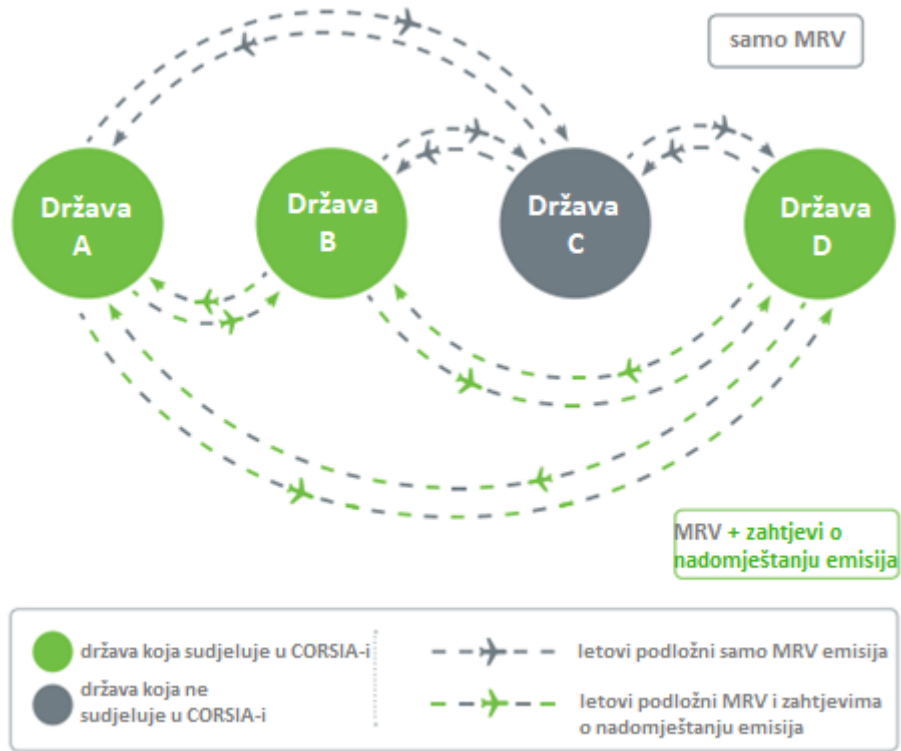 samo MRV
Država
A
Država
B
Država
C
Država
D
MRV + zahtjevi o
nadomještanju emisija
država koja sudjeluje u CORSIA-i
država koja ne
sudjeluje u CORSIA-i
letovi podložni samo MRV emisija
letovi podložni MRV i zahtjevima
o nadomještanju emisija